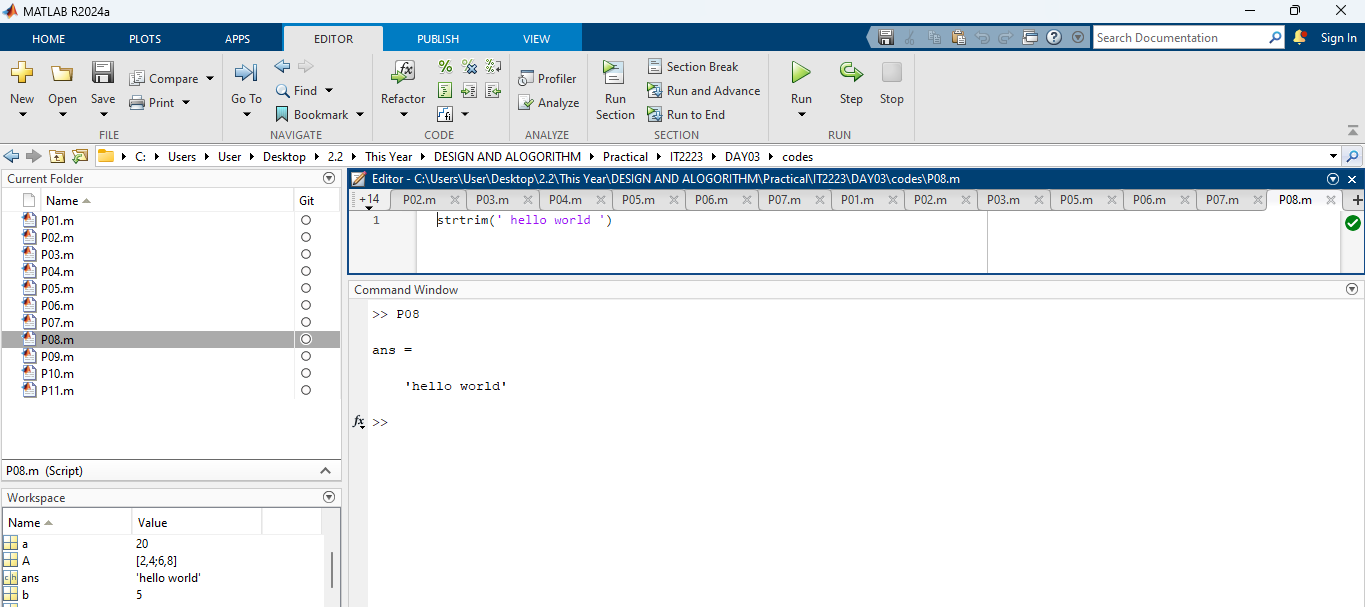 MATLAB R2024a
HOME PLOTS APPS EDITOR PUBLISH VIEW Search Documentation Sign In
New Open Save Compare Print Go To Find Bookmark Refactor Profiler Analyze Run Section Section Break Run and Advance Run to End Run Step Stop
FILE NAVIGATE CODE ANALYZE SECTION RUN
C: Users User Desktop 2.2 This Year DESIGN AND ALOGORITHM Practical IT2223 DAY03 codes
Current Folder
Name Git
P01.m
P02.m
P03.m
P04.m
P05.m
P06.m
P07.m
P08.m
P09.m
P10.m
P11.m
P08.m (Script)
Workspace
Name Value
a 20
A [2,4;6,8]
ans 'hello world'
b 5
Editor - C:\Users\User\Desktop\2.2\This Year\DESIGN AND ALOGORITHM\Practical\IT2223\DAY03\codes\P08.m
+14 P02.m P03.m P04.m P05.m P06.m P07.m P01.m P02.m P03.m P05.m P06.m P07.m P08.m
1 strtrim(' hello world ')
Command Window
>> P08
ans =
'hello world'
fx >>